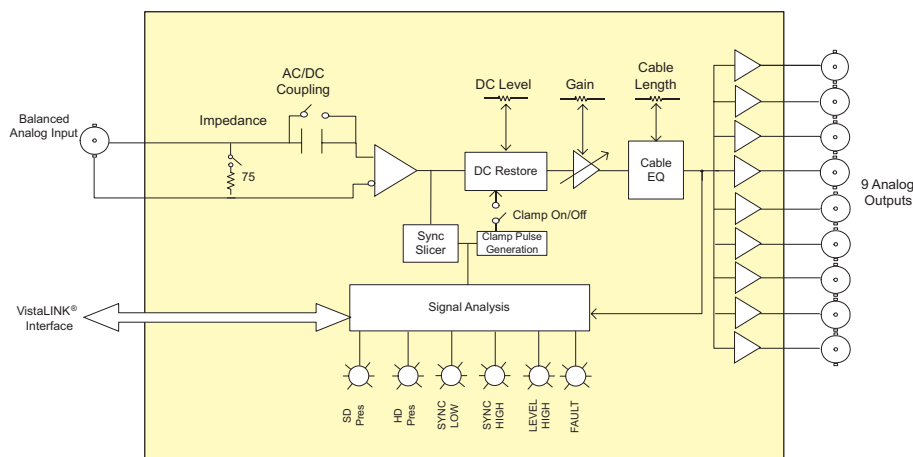 AC/DC
Coupling
DC Level
Gain
Cable
Length
Balanced
Analog Input
Impedance
75
DC Restore
Cable
EQ
9 Analog
Outputs
Clamp On/Off
Sync
Slicer
Clamp Pulse
Generation
VistaLINK®
Interface
Signal Analysis
SD
Pres
HD
Pres
SYNC
LOW
SYNC
HIGH
LEVEL
HIGH
FAULT